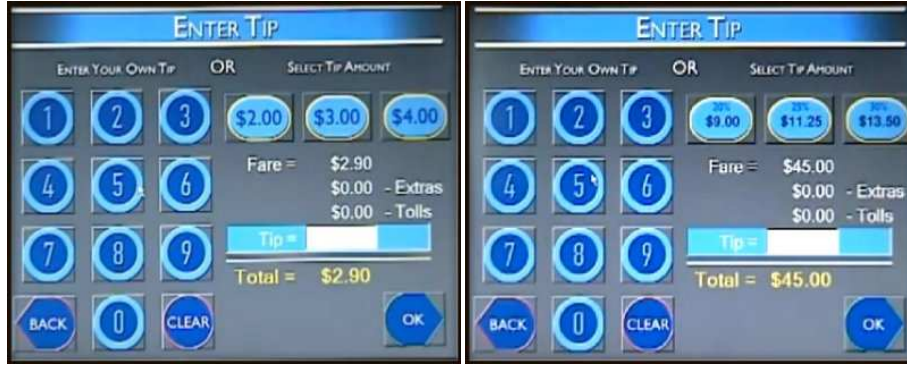 ENTER TIP
ENTER YOUR OWN TIP OR SELECT TIP AMOUNT
1 2 3 $2.00 $3.00 $4.00
Fare = $2.90
4 5 6 $0.00 - Extras
$0.00 - Tolls
7 8 9 Tip =
Total = $2.90
BACK 0 CLEAR OK
ENTER TIP
ENTER YOUR OWN TIP OR SELECT TIP AMOUNT
20% 25% 30%
1 2 3 $9.00 $11.25 $13.50
Fare = $45.00
4 5 6 $0.00 - Extras
$0.00 - Tolls
7 8 9 Tip =
Total = $45.00
BACK 0 CLEAR OK